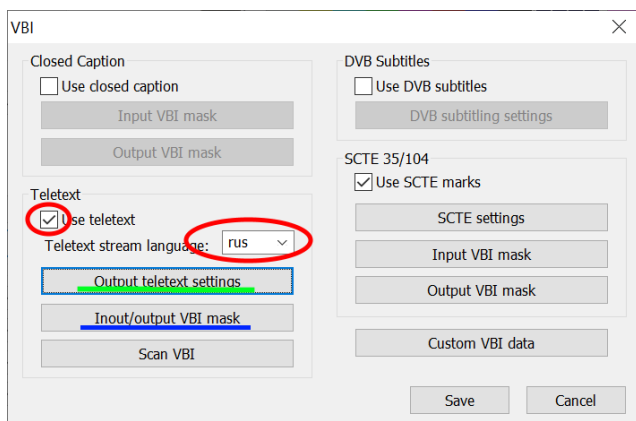 VBI
Closed Caption
Use closed caption
Input VBI mask
Output VBI mask
Teletext
Use teletext
Teletext stream language: rus
Output teletext settings
Inout/output VBI mask
Scan VBI
DVB Subtitles
Use DVB subtitles
DVB subtitling settings
SCTE 35/104
Use SCTE marks
SCTE settings
Input VBI mask
Output VBI mask
Custom VBI data
Save Cancel